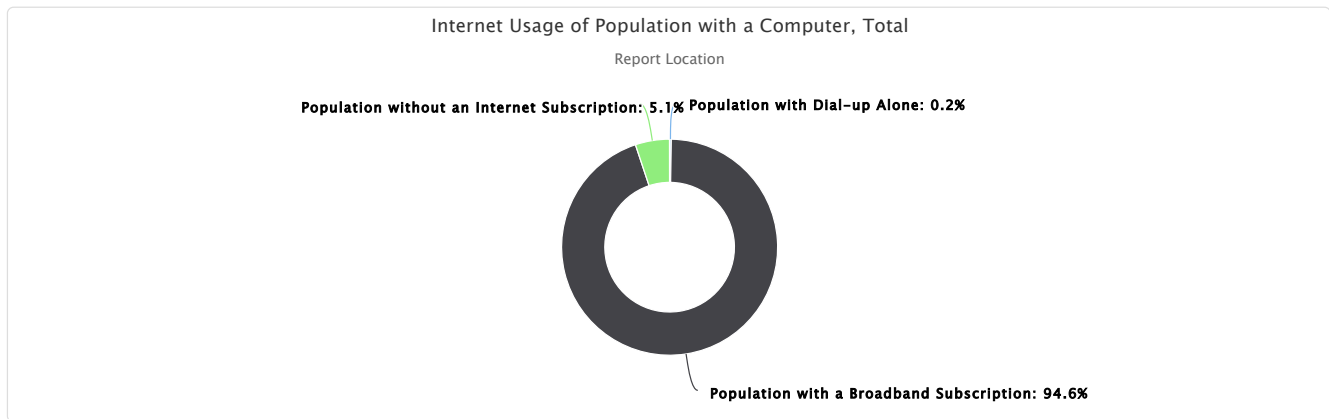 Internet Usage of Population with a Computer, Total
Report Location
Population without an Internet Subscription: 5.1%
Population with Dial-up Alone: 0.2%
Population with a Broadband Subscription: 94.6%